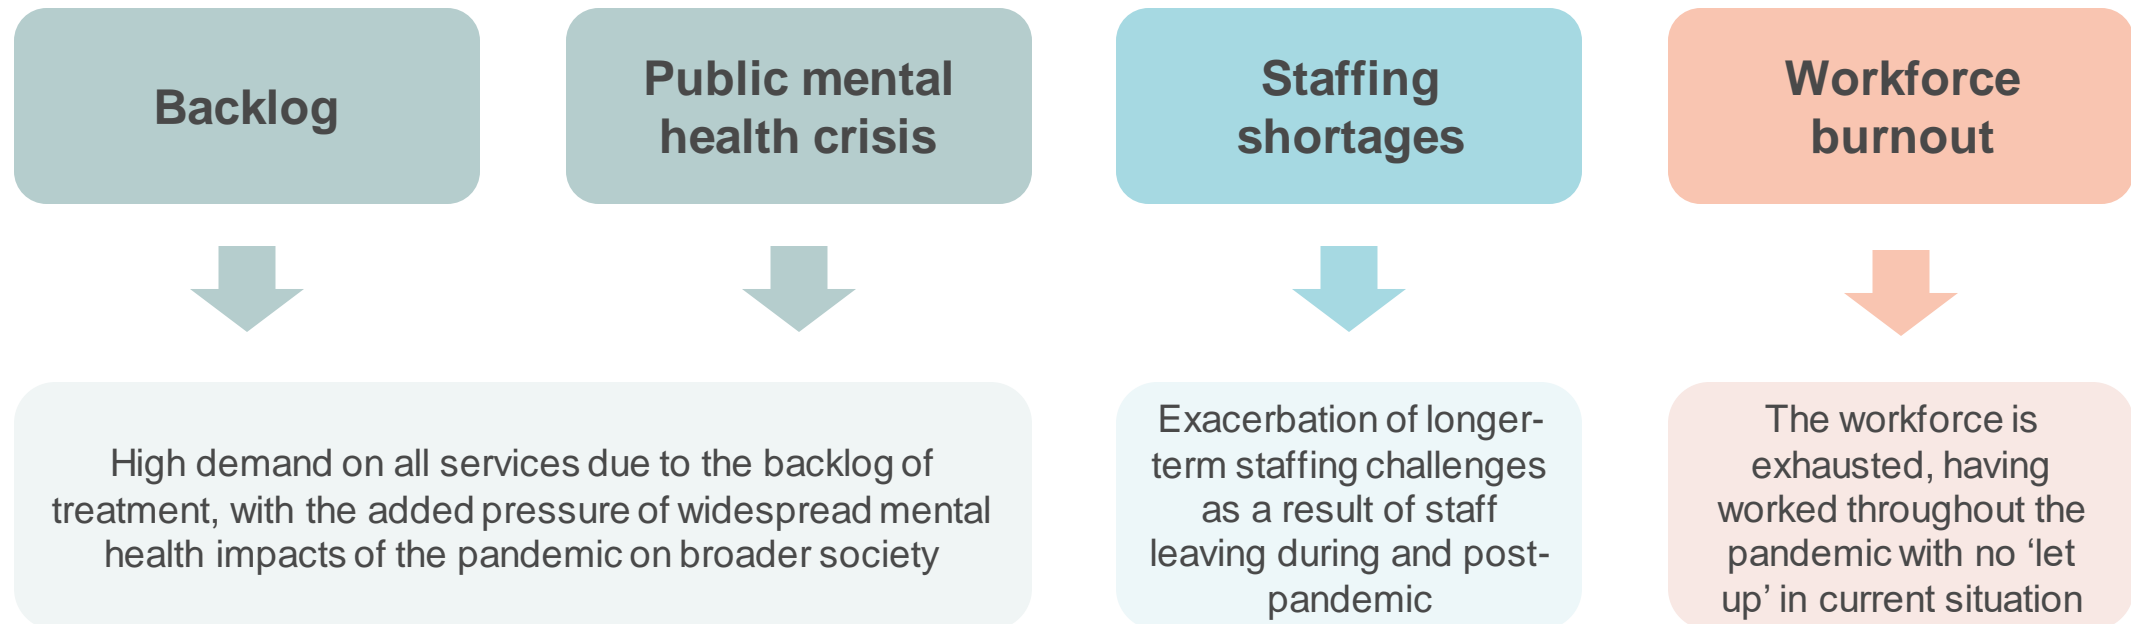 Backlog
Public mental
health crisis
Staffing
shortages
Workforce
burnout
High demand on all services due to the backlog of
treatment, with the added pressure of widespread mental
health impacts of the pandemic on broader society
Exacerbation of longer-
term staffing challenges
as a result of staff
leaving during and post-
pandemic
The workforce is
exhausted, having
worked throughout the
pandemic with no ‘let
up’ in current situation